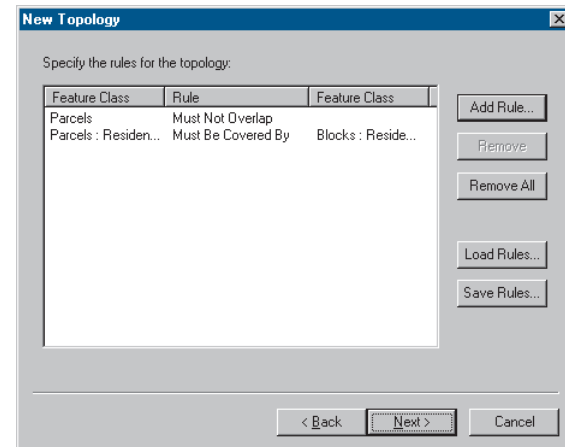 New Topology
Specify the rules for the topology:
Feature Class Rule Feature Class
Parcels Must Not Overlap
Parcels : Residen... Must Be Covered By Blocks : Reside...
Add Rule...
Remove
Remove All
Load Rules...
Save Rules...
< Back Next > Cancel